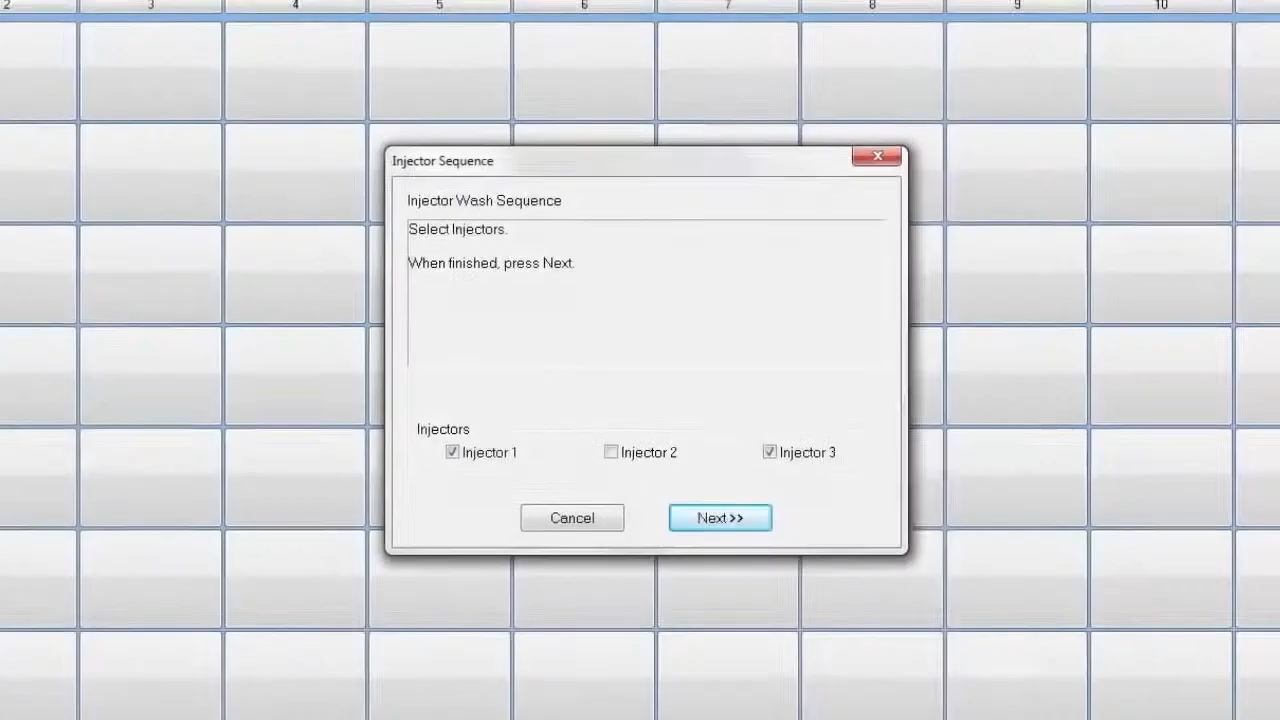 2 3 4 5 6 7 8 9 10
Injector Sequence
Injector Wash Sequence
Select Injectors.
When finished, press Next.
Injectors
Injector 1 Injector 2 Injector 3
Cancel Next >>